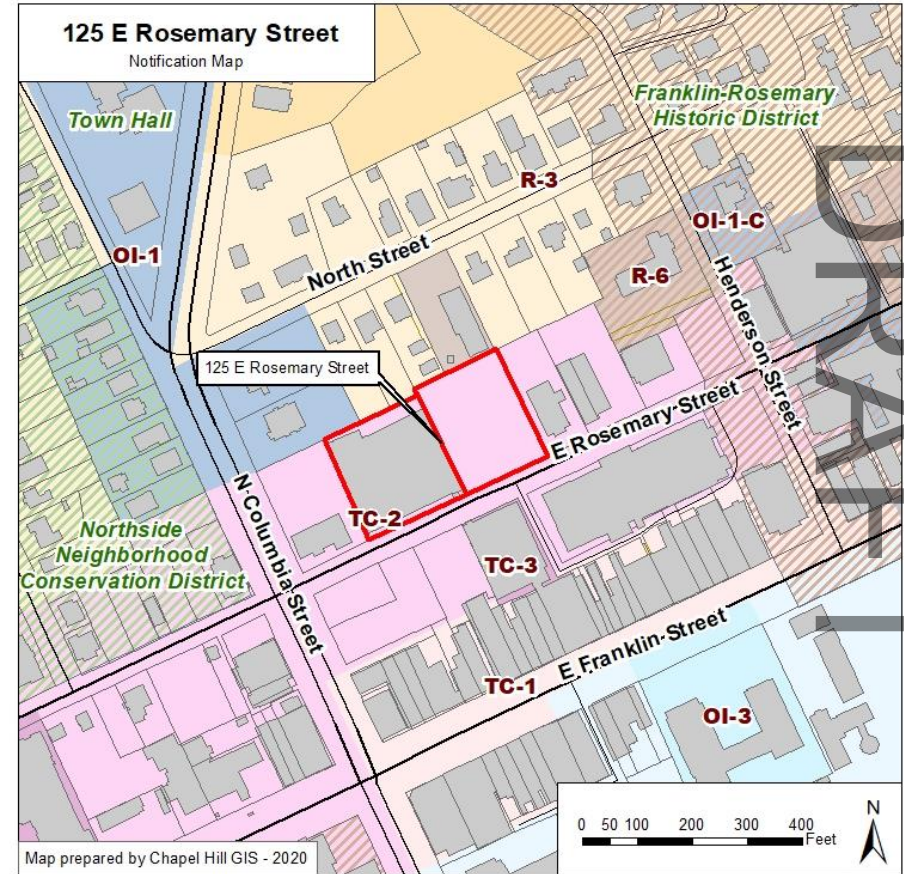 125 E Rosemary Street
Notification Map
Town Hall
Franklin-Rosemary
Historic District
R-3
OI-1-C
OI-1
North Street
R-6
Henderson Street
125 E Rosemary Street
E Rosemary Street
N Columbia Street
TC-2
Northside
Neighborhood
Conservation District
TC-3
E Franklin Street
TC-1
OI-3
DRAFT
N
0 50 100 200 300 400
Feet
Map prepared by Chapel Hill GIS - 2020